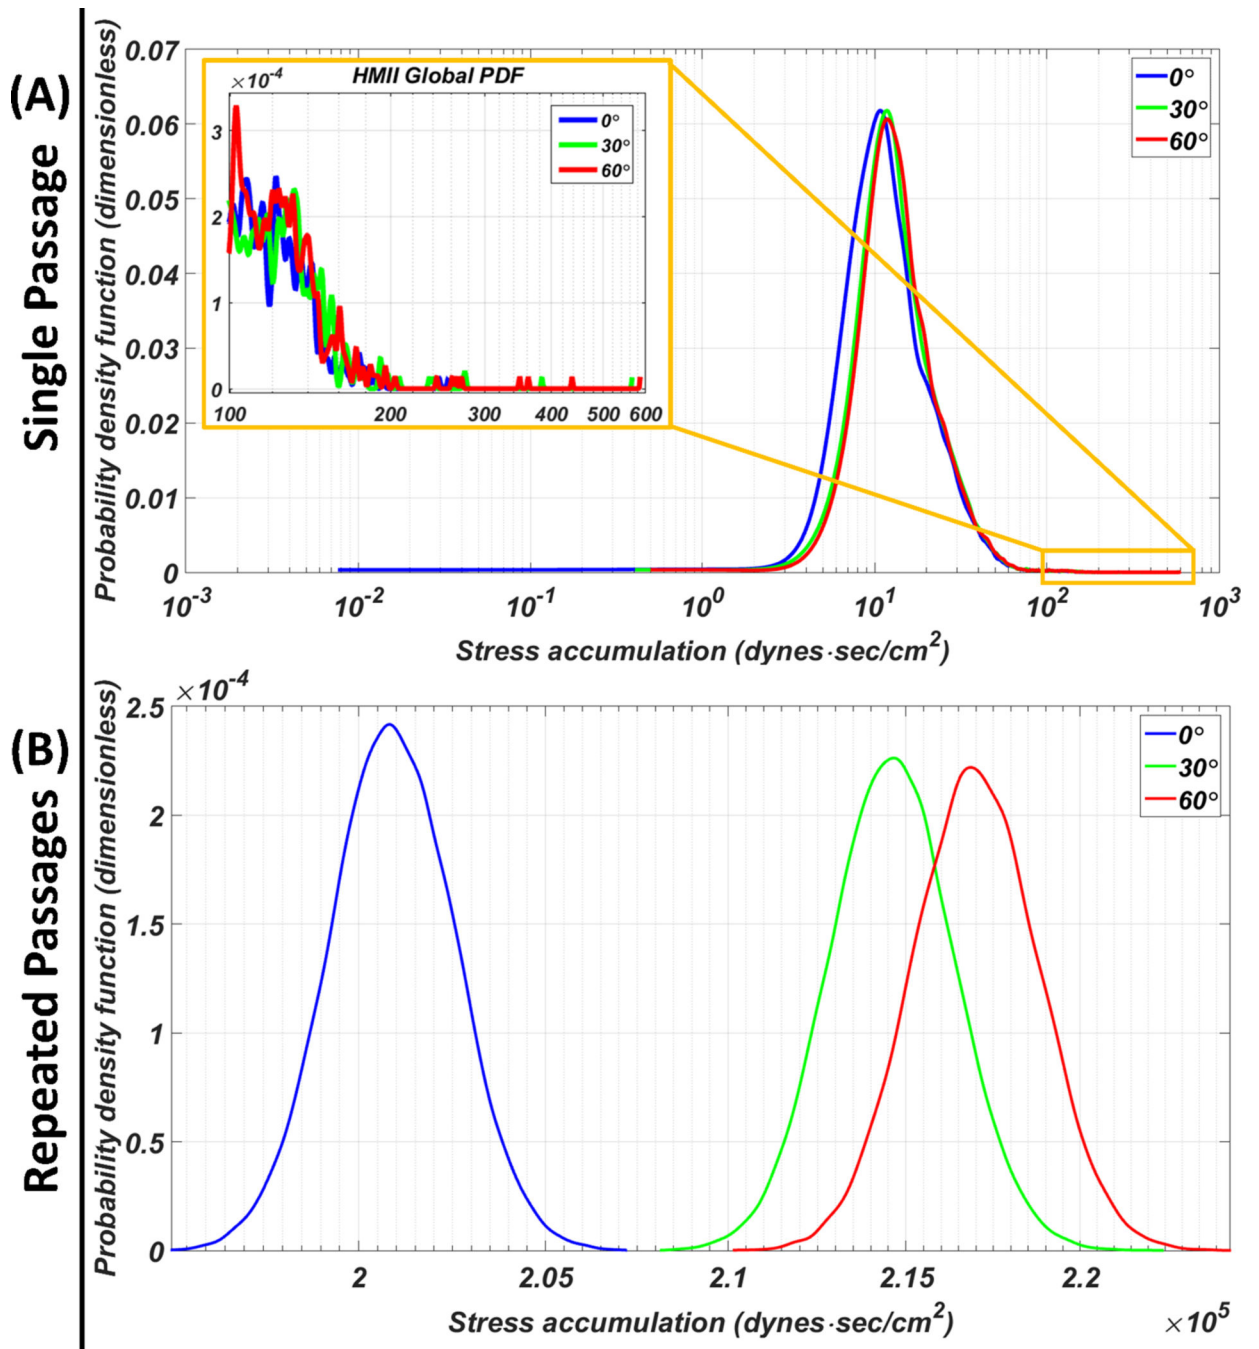 (A)
Single Passage
Probability density function (dimensionless)
0.07
0.06
0.05
0.04
0.03
0.02
0.01
0
×10-4
HMII Global PDF
3
2
1
0
0°
30°
60°
100 200 300 400 500 600
0°
30°
60°
10-3 10-2 10-1 100 101 102 103
Stress accumulation (dynes·sec/cm2)
(B)
Repeated Passages
Probability density function (dimensionless)
×10-4
2.5
2
1.5
1
0.5
0
0°
30°
60°
2 2.05 2.1 2.15 2.2
Stress accumulation (dynes·sec/cm2)
×105